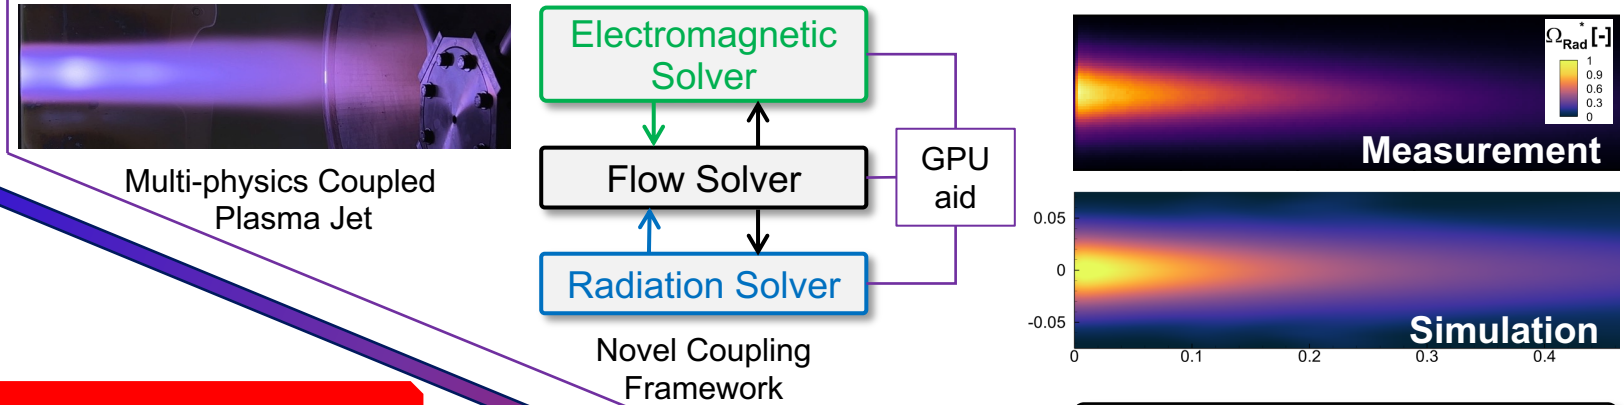 Multi-physics Coupled
Plasma Jet
Electromagnetic
Solver
Flow Solver
Radiation Solver
GPU
aid
Novel Coupling
Framework
Ω*Rad [-]
1
0.9
0.6
0.3
0
Measurement
0.05
0
-0.05
Simulation
0 0.1 0.2 0.3 0.4